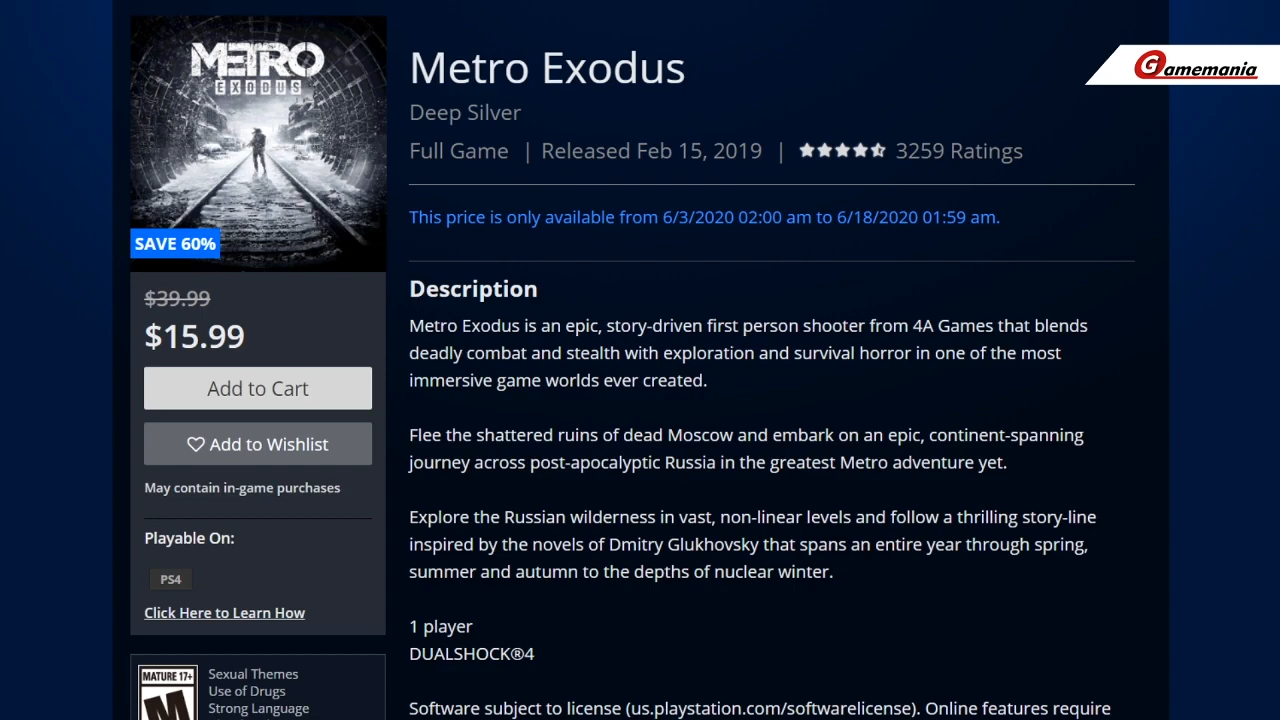 METRO
EXODUS
SAVE 60%
$39.99
$15.99
Add to Cart
Add to Wishlist
May contain in-game purchases
Playable On:
PS4
Click Here to Learn How
MATURE 17+
M
Sexual Themes
Use of Drugs
Strong Language
Metro Exodus
Deep Silver
Full Game | Released Feb 15, 2019 | 3259 Ratings
This price is only available from 6/3/2020 02:00 am to 6/18/2020 01:59 am.
Description
Metro Exodus is an epic, story-driven first person shooter from 4A Games that blends
deadly combat and stealth with exploration and survival horror in one of the most
immersive game worlds ever created.
Flee the shattered ruins of dead Moscow and embark on an epic, continent-spanning
journey across post-apocalyptic Russia in the greatest Metro adventure yet.
Explore the Russian wilderness in vast, non-linear levels and follow a thrilling story-line
inspired by the novels of Dmitry Glukhovsky that spans an entire year through spring,
summer and autumn to the depths of nuclear winter.
1 player
DUALSHOCK®4
Software subject to license (us.playstation.com/softwarelicense). Online features require
Gamemania